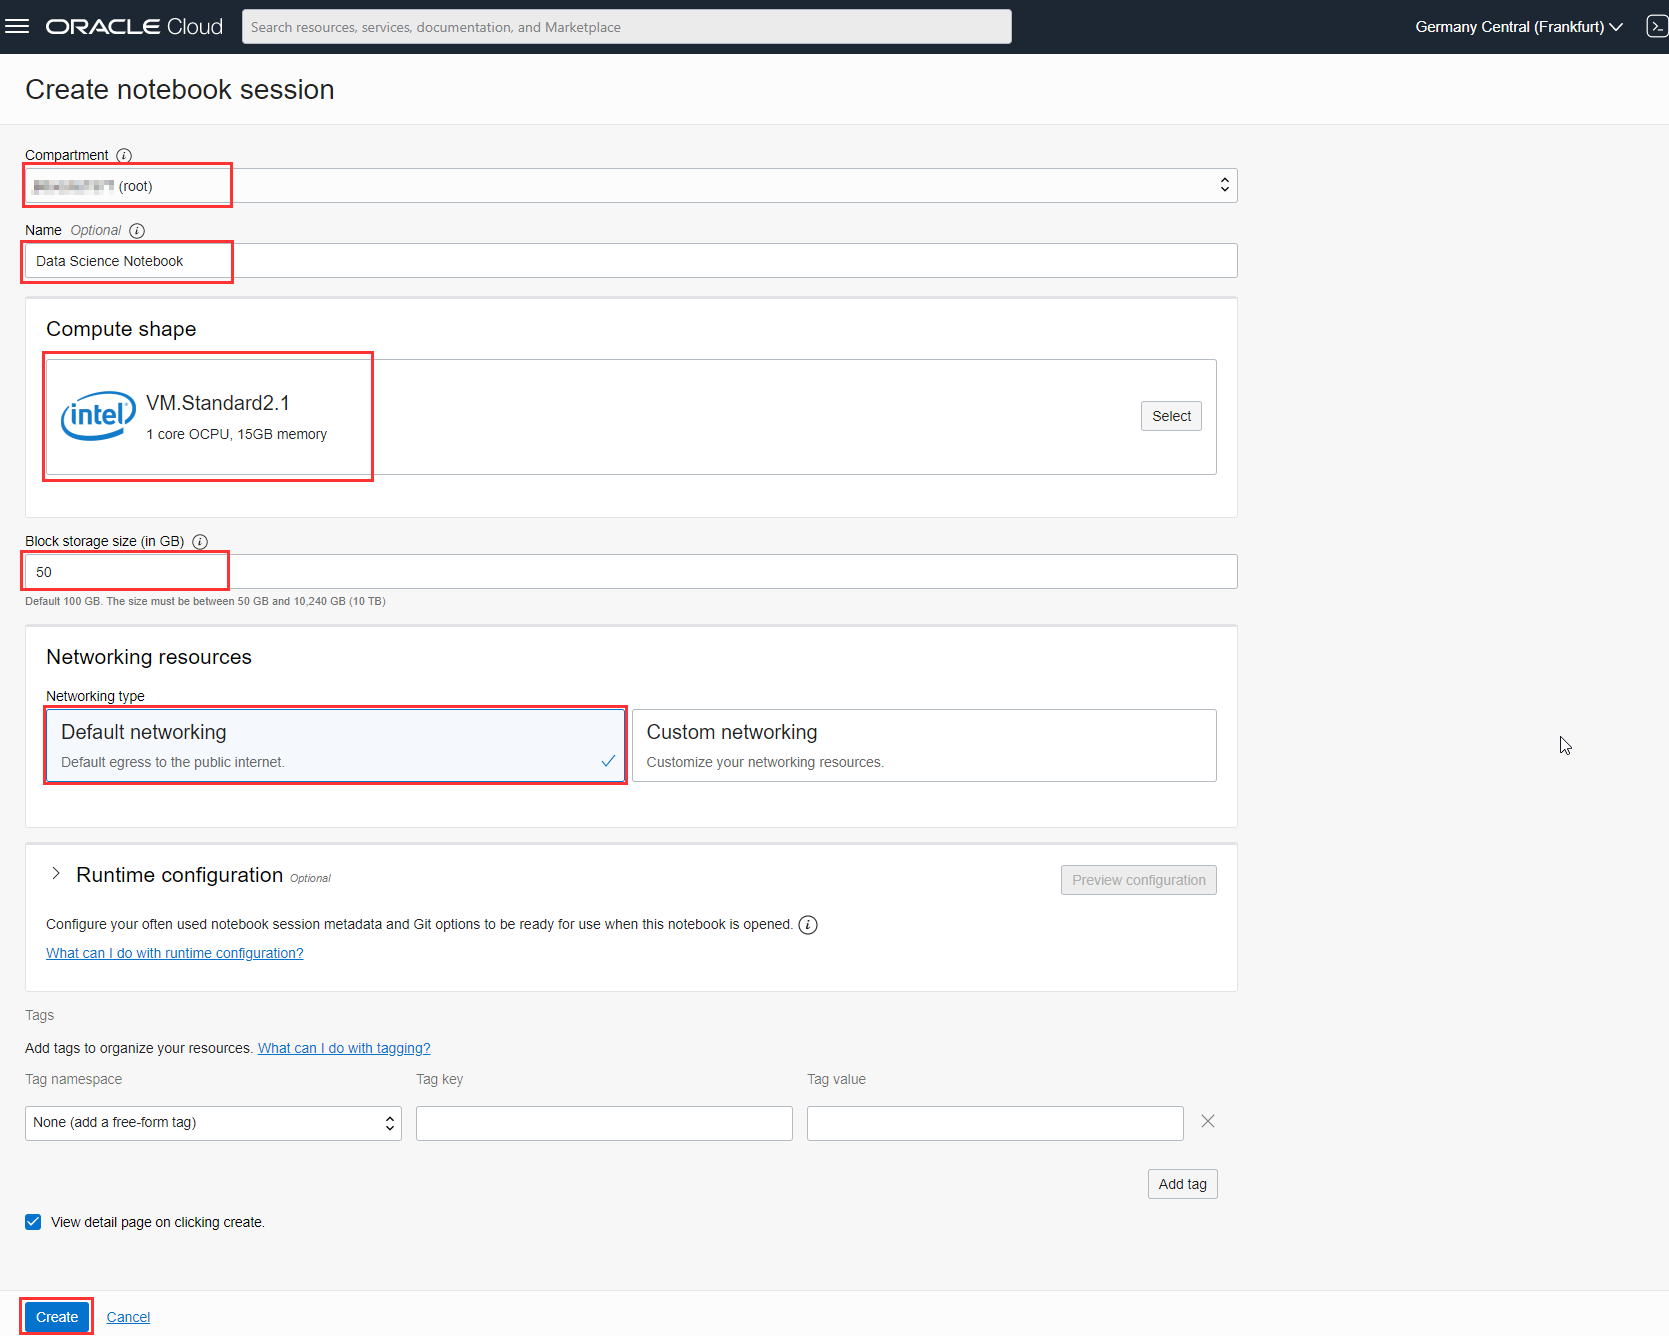 ORACLE Cloud
Search resources, services, documentation, and Marketplace
Germany Central (Frankfurt)
Create notebook session
Compartment
(root)
Name Optional
Data Science Notebook
Compute shape
intel
VM.Standard2.1
1 core OCPU, 15GB memory
Select
Block storage size (in GB)
50
Default 100 GB. The size must be between 50 GB and 10,240 GB (10 TB)
Networking resources
Networking type
Default networking
Default egress to the public internet.
Custom networking
Customize your networking resources.
Runtime configuration Optional
Preview configuration
Configure your often used notebook session metadata and Git options to be ready for use when this notebook is opened.
What can I do with runtime configuration?
Tags
Add tags to organize your resources. What can I do with tagging?
Tag namespace
Tag key
Tag value
None (add a free-form tag)
Add tag
View detail page on clicking create.
Create
Cancel